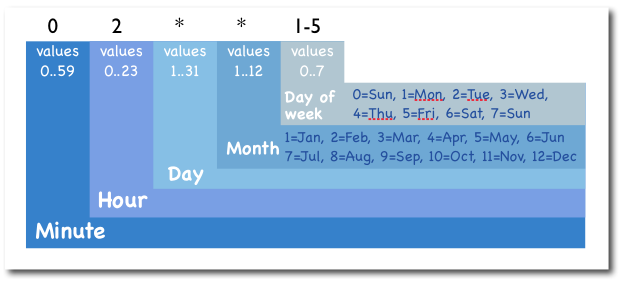 0 2 * * 1-5
values values values values values
0..59 0..23 1..31 1..12 0..7
Day of week
0=Sun, 1=Mon, 2=Tue, 3=Wed,
4=Thu, 5=Fri, 6=Sat, 7=Sun
Month
1=Jan, 2=Feb, 3=Mar, 4=Apr, 5=May, 6=Jun
7=Jul, 8=Aug, 9=Sep, 10=Oct, 11=Nov, 12=Dec
Day
Hour
Minute